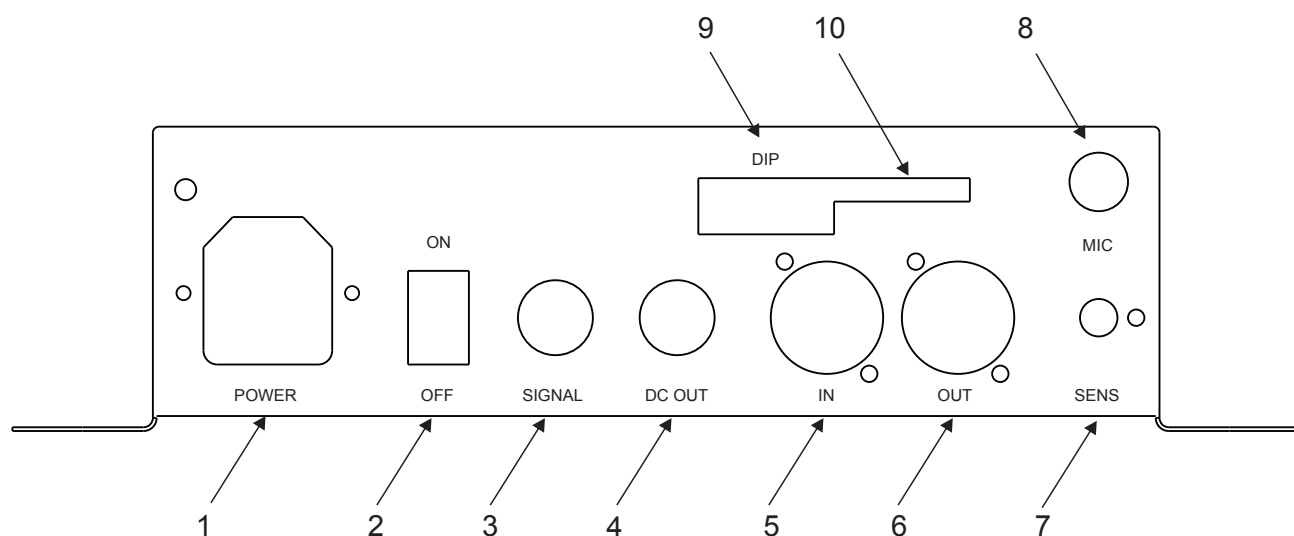 9 10 8
DIP
ON
MIC
POWER OFF SIGNAL DC OUT IN OUT SENS
1 2 3 4 5 6 7